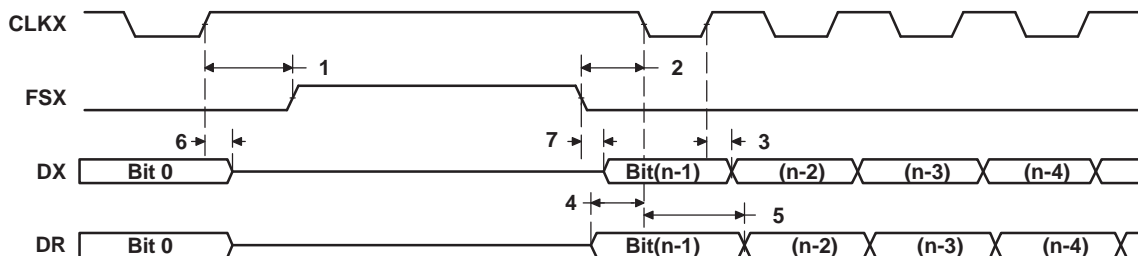 CLKX
1 2
FSX
6 7 3
DX Bit 0 Bit(n-1) (n-2) (n-3) (n-4)
4 5
DR Bit 0 Bit(n-1) (n-2) (n-3) (n-4)